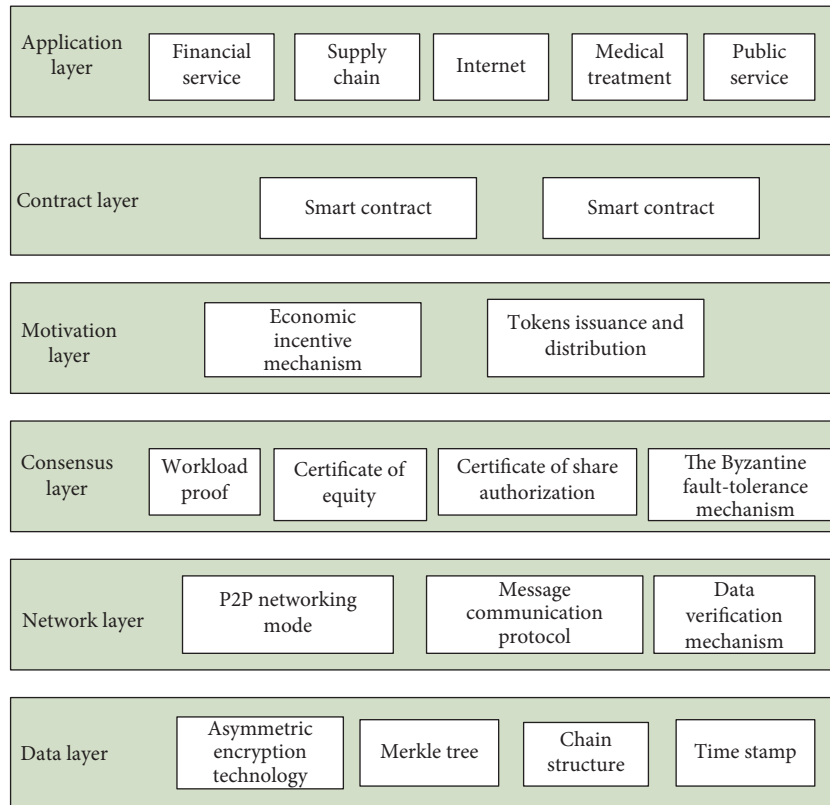 Application
layer
Financial
service
Supply
chain
Internet
Medical
treatment
Public
service
Contract layer
Smart contract
Smart contract
Motivation
layer
Economic
incentive
mechanism
Tokens issuance and
distribution
Consensus
layer
Workload
proof
Certificate of
equity
Certificate of share
authorization
The Byzantine
fault-tolerance
mechanism
Network layer
P2P networking
mode
Message
communication
protocol
Data
verification
mechanism
Data layer
Asymmetric
encryption
technology
Merkle tree
Chain
structure
Time stamp